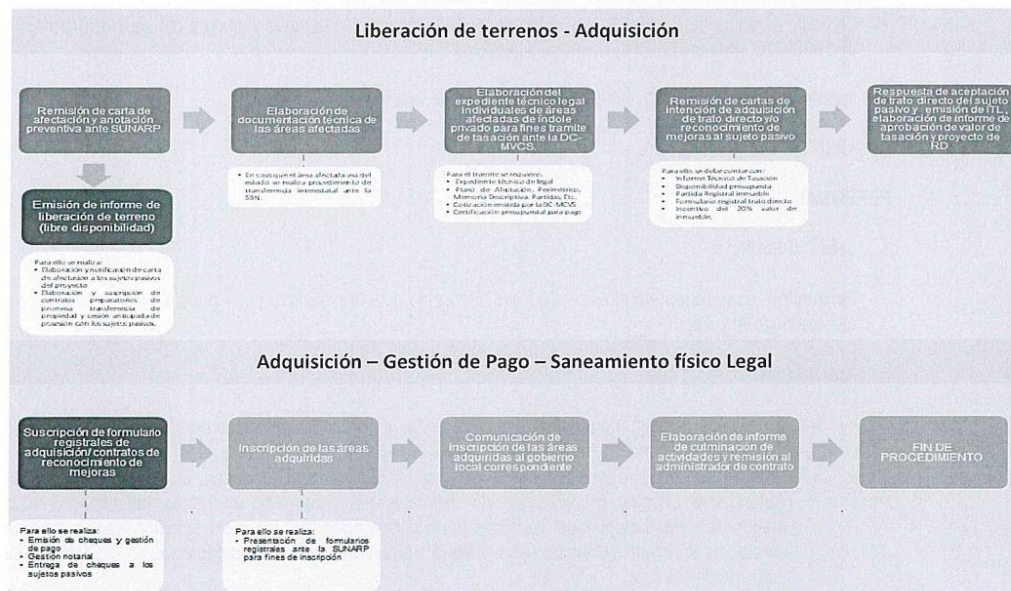 Liberación de terrenos - Adquisición
Remisión de carta de
afectación y anotación
preventiva ante SUNARP
Elaboración de
documentación técnica de
las áreas afectadas
Elaboración del
expediente técnico legal
individuales de áreas
afectadas de índole
privado para fines tramite
de tasación ante la DC-
MVCS.
Remisión de cartas de
intención de adquisición
de trato directo y/o
reconocimiento de
mejoras al sujeto pasivo
Respuesta de aceptación
de trato directo del sujeto
pasivo y emisión de ITL,
elaboración de informe de
aprobación de valor de
tasación y proyecto de
RD
• En caso que el área afectada sea del
estado se realiza procedimiento de
transferencia interestatal ante la
SBN.
Para el tramite se requiere.
• Expediente técnico de legal
• Plano de Afectación, Perimetrico,
Memoria Descriptiva, Partidas, Etc.
• Cotización emitida por la DC-MCVS
• Certificación presupuestal para pago
Para ello se debe contar con:
• Informe Técnico de Tasación
• Disponibilidad presupuesta
• Partida Registral inmueble
• Formulario registral trato directo
• Incentivo del 20% valor de
inmueble.
Emisión de informe de
liberación de terreno
(libre disponibilidad)
Para ello se realiza:
• Elaboración y notificación de carta
de afectación a los sujetos pasivos
del proyecto
• Elaboración y suscripción de
contratos preparatorios de
promesa transferencia de
propiedad y cesión anticipada de
posesión con los sujetos pasivos.
Adquisición – Gestión de Pago – Saneamiento físico Legal
Suscripción de formulario
registrales de
adquisición/contratos de
reconocimiento de
mejoras
Inscripción de las áreas
adquiridas
Comunicación de
inscripción de las áreas
adquiridas al gobierno
local correspondiente
Elaboración de informe
de culminación de
actividades y remisión al
administrador de contrato
FIN DE
PROCEDIMIENTO
Para ello se realiza:
• Emisión de cheques y gestión
de pago
• Gestión notarial
• Entrega de cheques a los
sujetos pasivos
Para ello se realiza:
• Presentación de formularios
registrales ante la SUNARP
para fines de inscripción